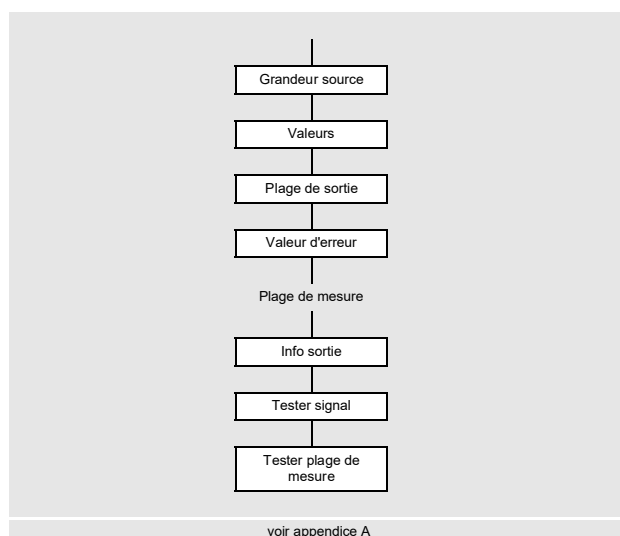 Grandeur source
Valeurs
Plage de sortie
Valeur d'erreur
Plage de mesure
Info sortie
Tester signal
Tester plage de
mesure
voir appendice A